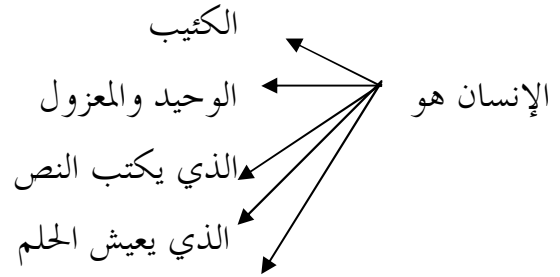 الكئيب
الإنسان هو
الوحيد والمعزول
الذي يكتب النص
الذي يعيش الحلم